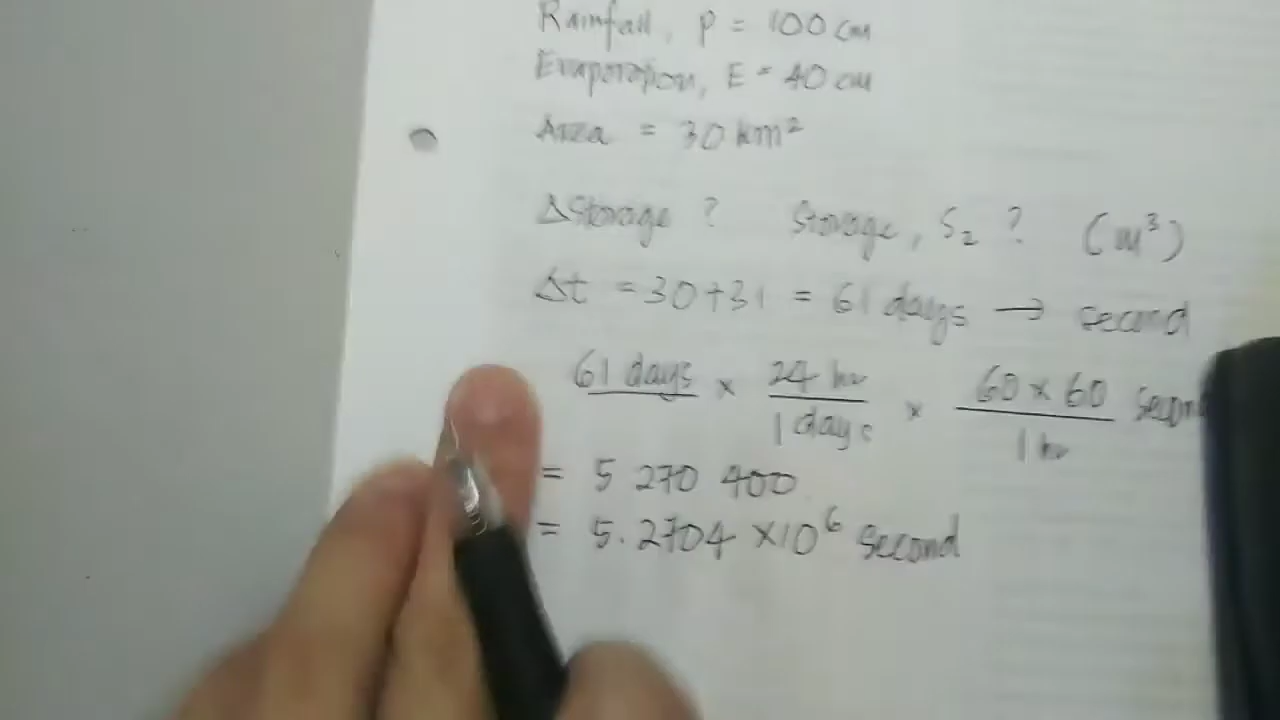 Rainfall, P = 100 cm
Evaporation, E = 40 cm
Area = 30 km²
ΔStorage ? Storage, S₂ ? (m³)
Δt = 30+31 = 61 days → second
61 days × 24 hr / 1 days × 60 × 60 second / 1 hr
= 5 270 400
= 5.2704 ×10⁶ second